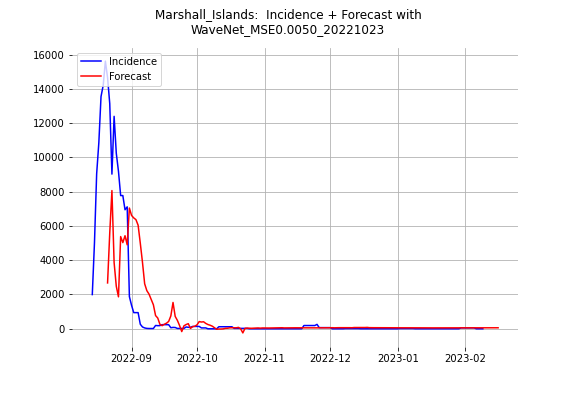 Marshall_Islands:  Incidence + Forecast with
WaveNet_MSE0.0050_20221023
Incidence
Forecast
16000
14000
12000
10000
8000
6000
4000
2000
0
2022-09 2022-10 2022-11 2022-12 2023-01 2023-02